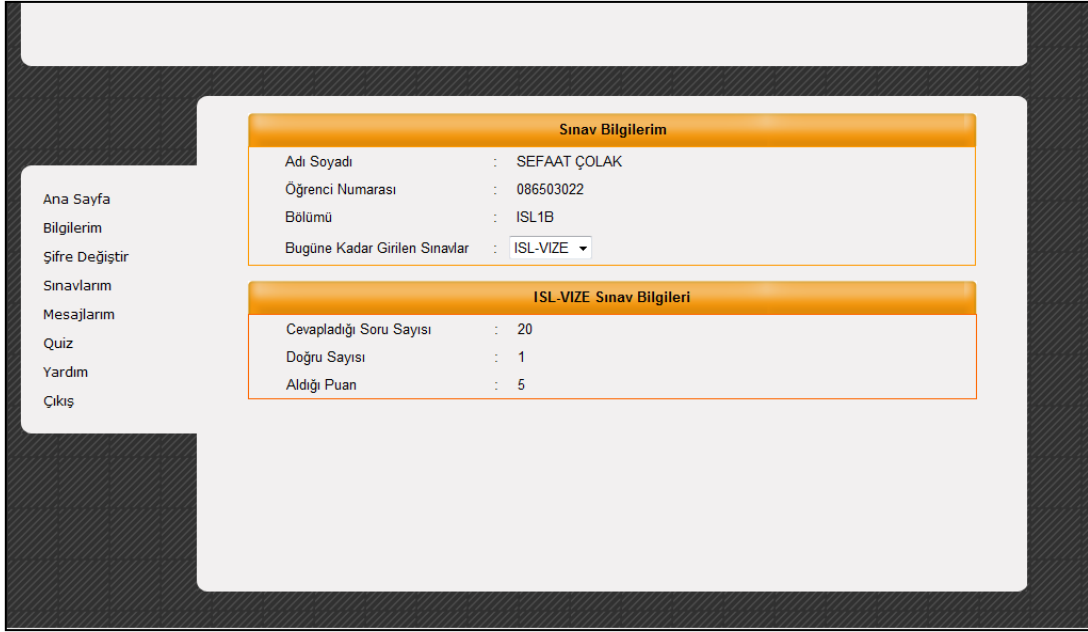 Ana Sayfa
Bilgilerim
Şifre Değiştir
Sınavlarım
Mesajlarım
Quiz
Yardım
Çıkış
Sınav Bilgilerim
Adı Soyadı : SEFAAT ÇOLAK
Öğrenci Numarası : 086503022
Bölümü : ISL1B
Bugüne Kadar Girilen Sınavlar : ISL-VIZE
ISL-VIZE Sınav Bilgileri
Cevapladığı Soru Sayısı : 20
Doğru Sayısı : 1
Aldığı Puan : 5